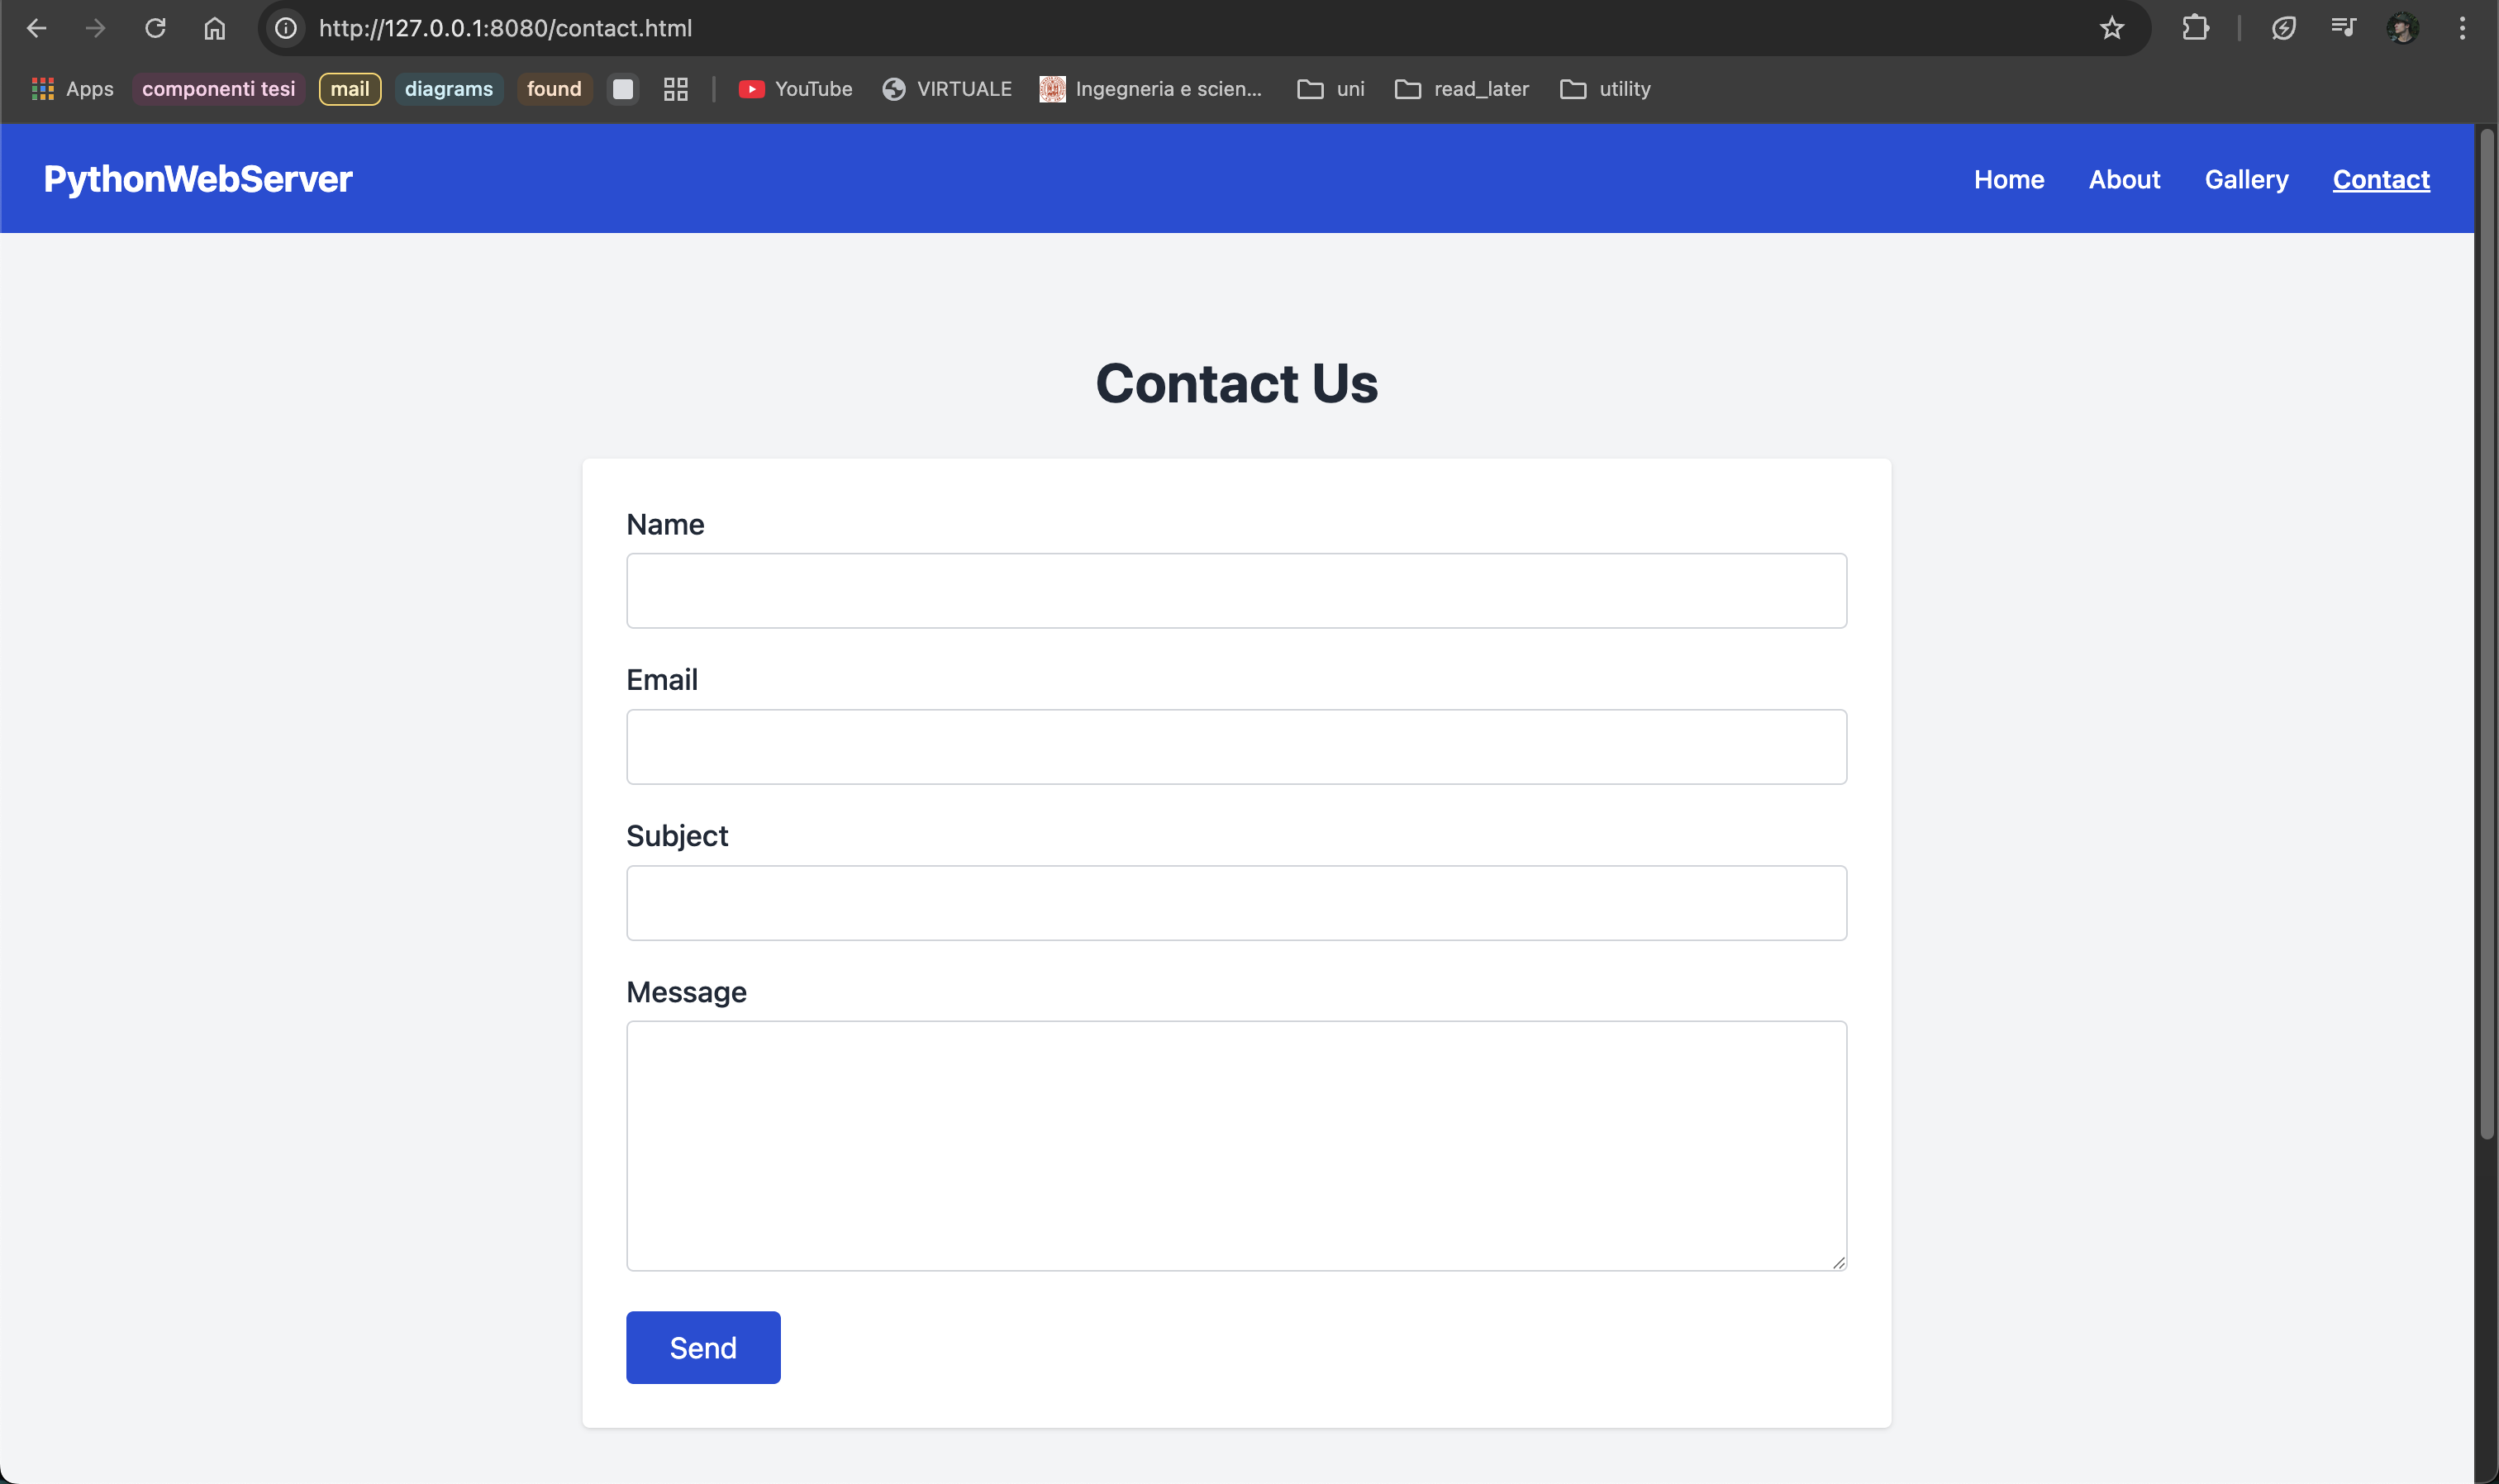 http://127.0.0.1:8080/contact.html
Apps componenti tesi mail diagrams found YouTube VIRTUALE Ingegneria e scien... uni read_later utility
PythonWebServer Home About Gallery Contact
Contact Us
Name
Email
Subject
Message
Send